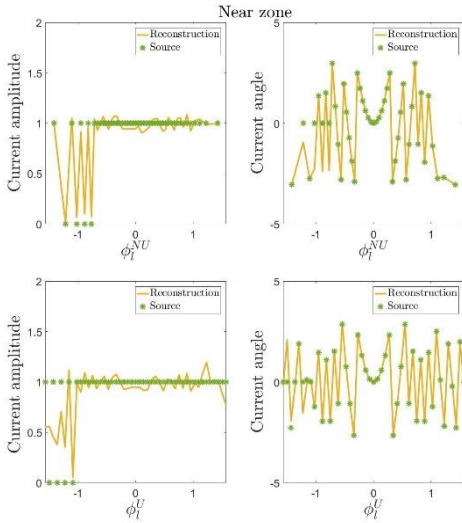 Near zone
Current amplitude
2
1.5
1
0.5
0
-1
0
1
ϕ_l^{NU}
Reconstruction
Source
Current angle
5
0
-5
-1
0
1
ϕ_l^{NU}
Reconstruction
Source
Current amplitude
2
1.5
1
0.5
0
-1
0
1
ϕ_l^U
Reconstruction
Source
Current angle
5
0
-5
-1
0
1
ϕ_l^U
Reconstruction
Source